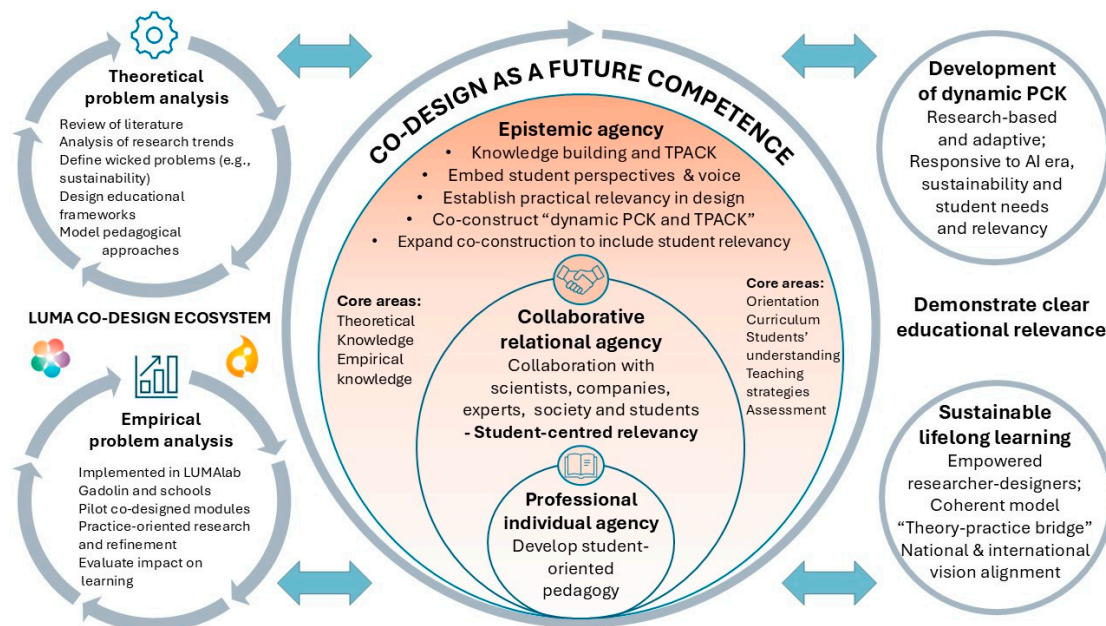 Theoretical
problem analysis
Review of literature
Analysis of research trends
Define wicked problems (e.g.,
sustainability)
Design educational
frameworks
Model pedagogical
approaches
LUMA CO-DESIGN ECOSYSTEM
Empirical
problem analysis
Implemented in LUMAlab
Gadolin and schools
Pilot co-designed modules
Practice-oriented research
and refinement
Evaluate impact on
learning
CO-DESIGN AS A FUTURE COMPETENCE
Epistemic agency
• Knowledge building and TPACK
• Embed student perspectives & voice
• Establish practical relevancy in design
• Co-construct “dynamic PCK and TPACK”
• Expand co-construction to include student relevancy
Core areas:
Theoretical
Knowledge
Empirical
knowledge
Collaborative
relational agency
Collaboration with
scientists, companies,
experts, society and students
- Student-centred relevancy
Core areas:
Orientation
Curriculum
Students’
understanding
Teaching
strategies
Assessment
Professional
individual agency
Develop student-
oriented
pedagogy
Development
of dynamic PCK
Research-based
and adaptive;
Responsive to AI era,
sustainability and
student needs
and relevancy
Demonstrate clear
educational relevance
Sustainable
lifelong learning
Empowered
researcher-designers;
Coherent model
“Theory-practice bridge”
National & international
vision alignment